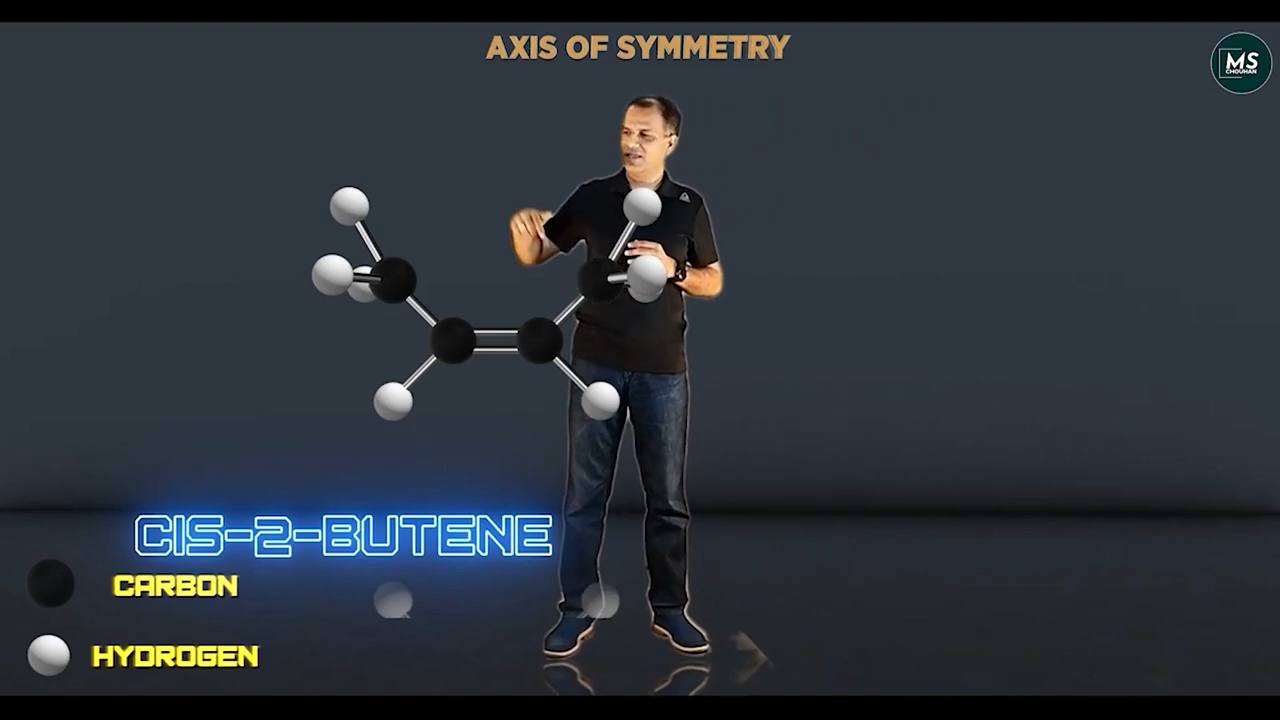 AXIS OF SYMMETRY
MS
CHOUHAN
CIS-2-BUTENE
CARBON
HYDROGEN